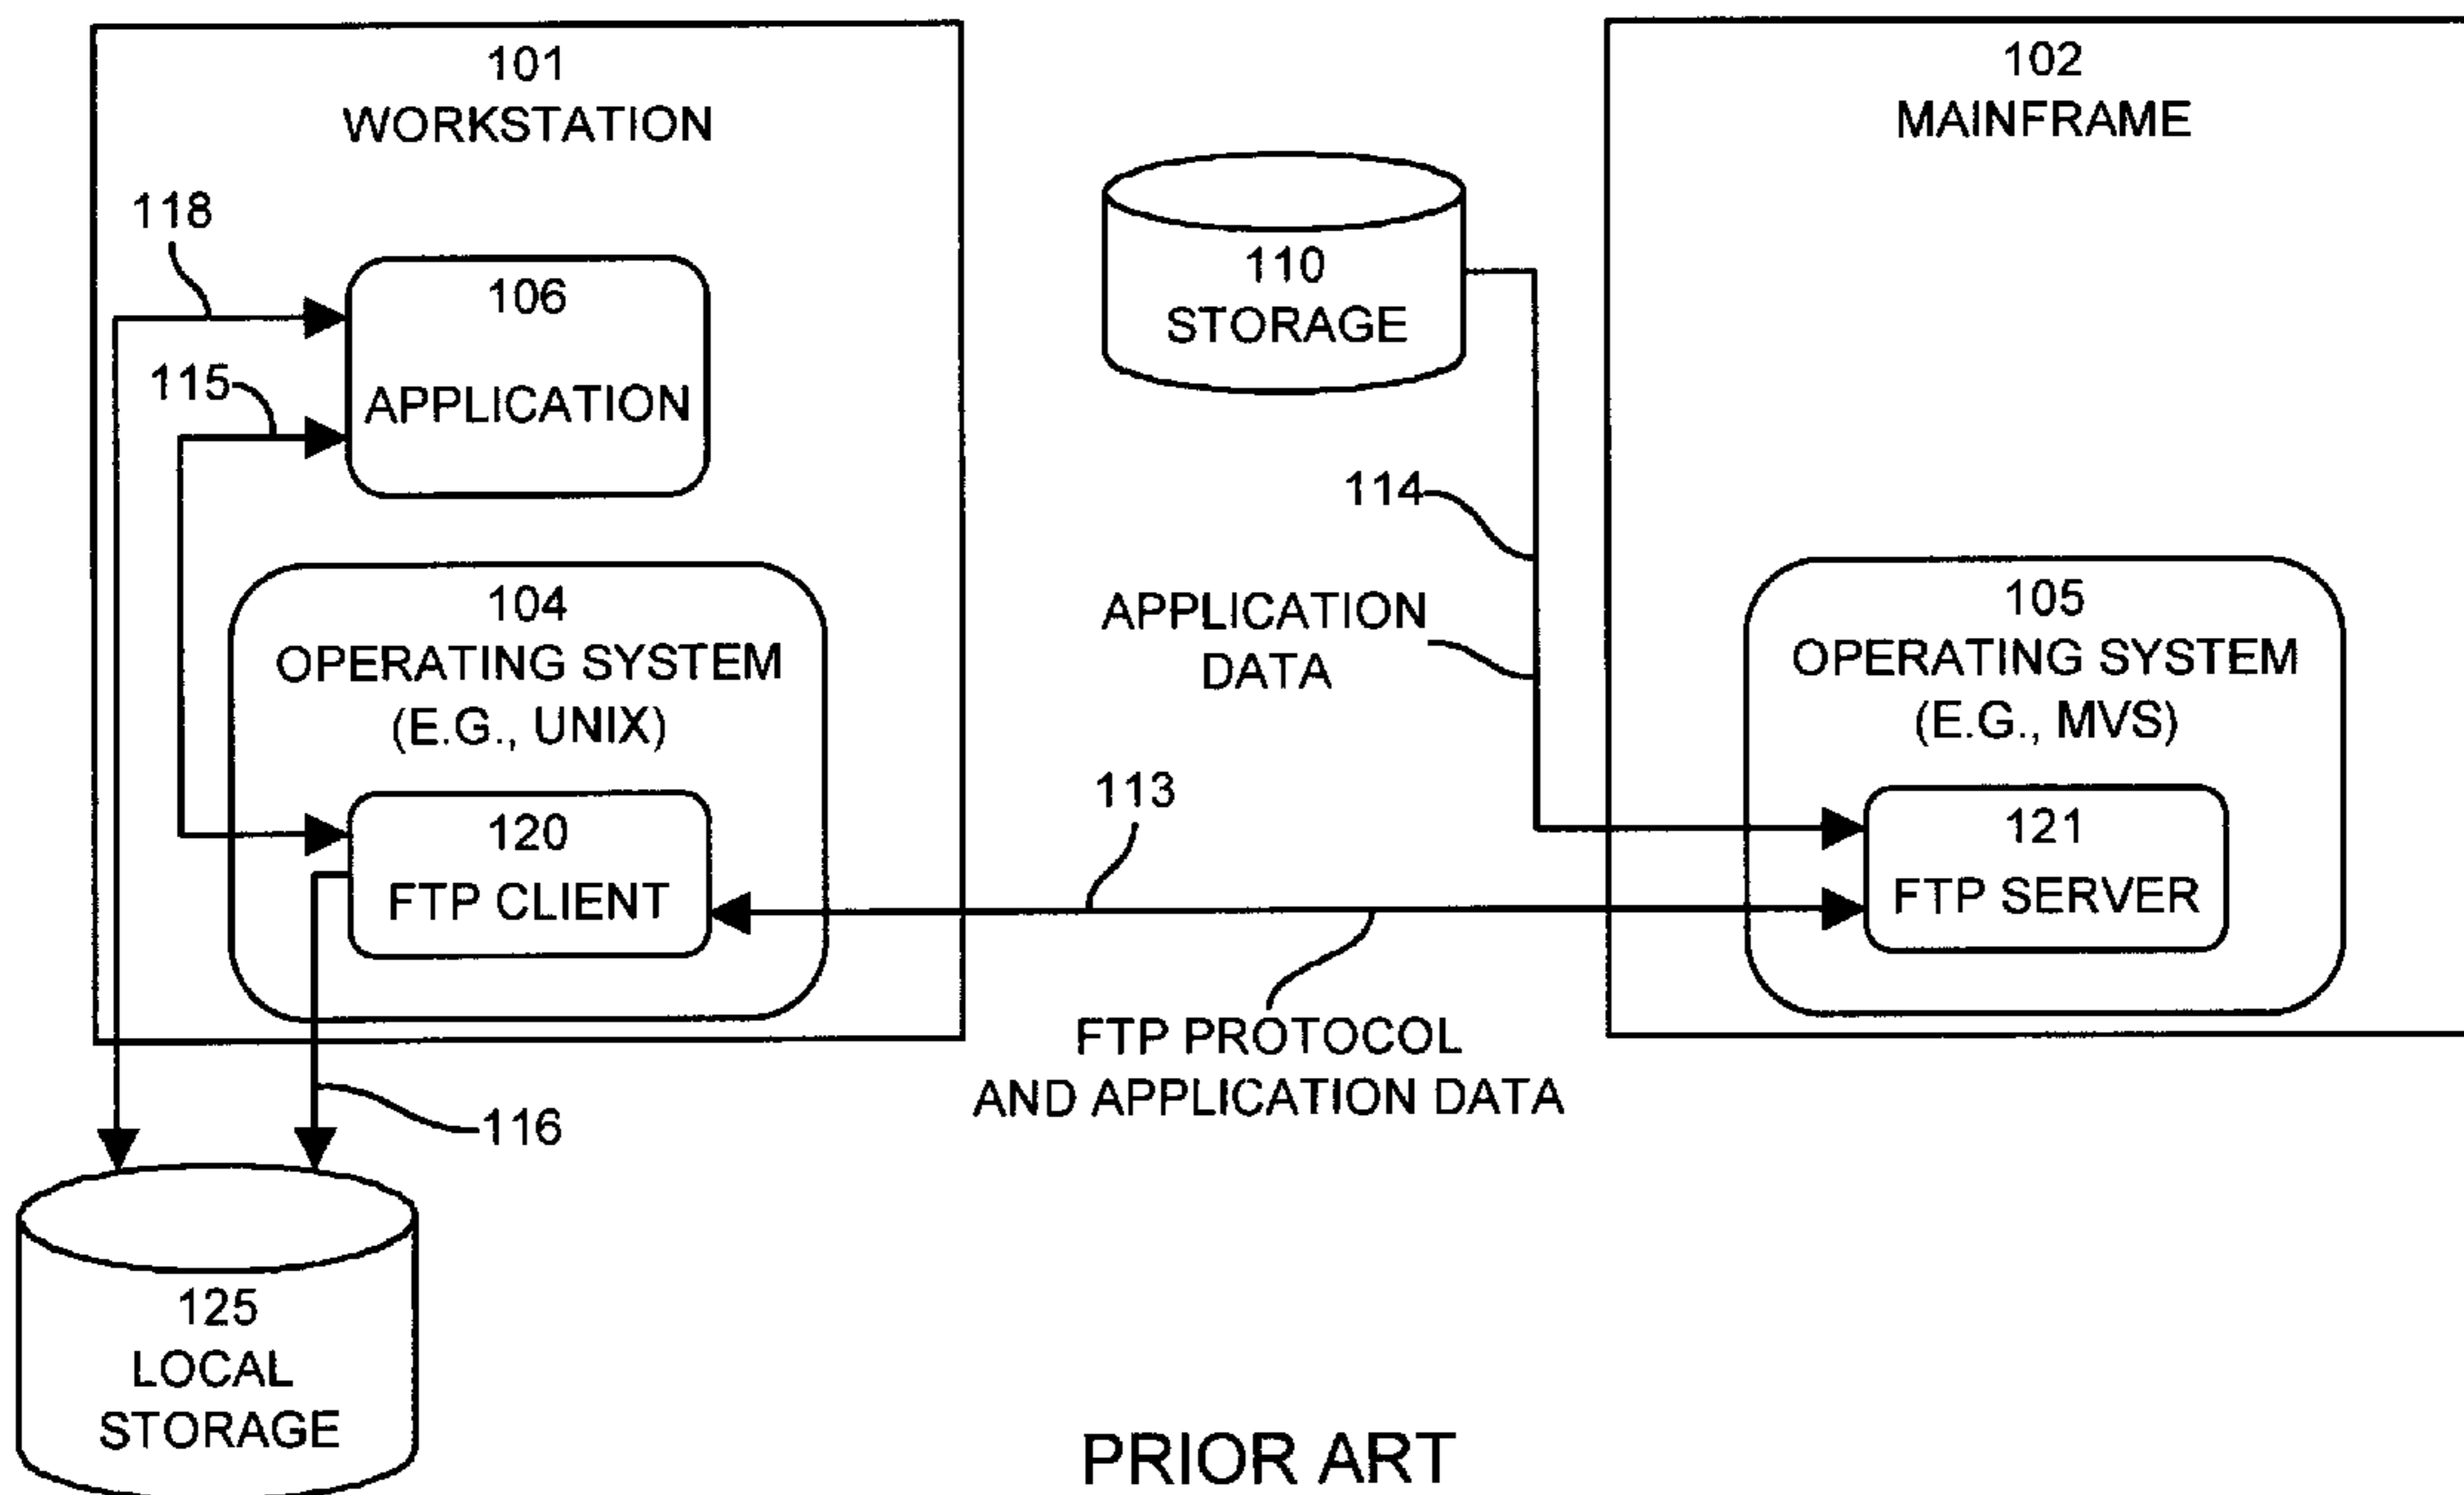 101
WORKSTATION
118
106
APPLICATION
115
104
OPERATING SYSTEM
(E.G., UNIX)
120
FTP CLIENT
116
125
LOCAL
STORAGE
110
STORAGE
114
APPLICATION
DATA
113
FTP PROTOCOL
AND APPLICATION DATA
102
MAINFRAME
105
OPERATING SYSTEM
(E.G., MVS)
121
FTP SERVER
PRIOR ART